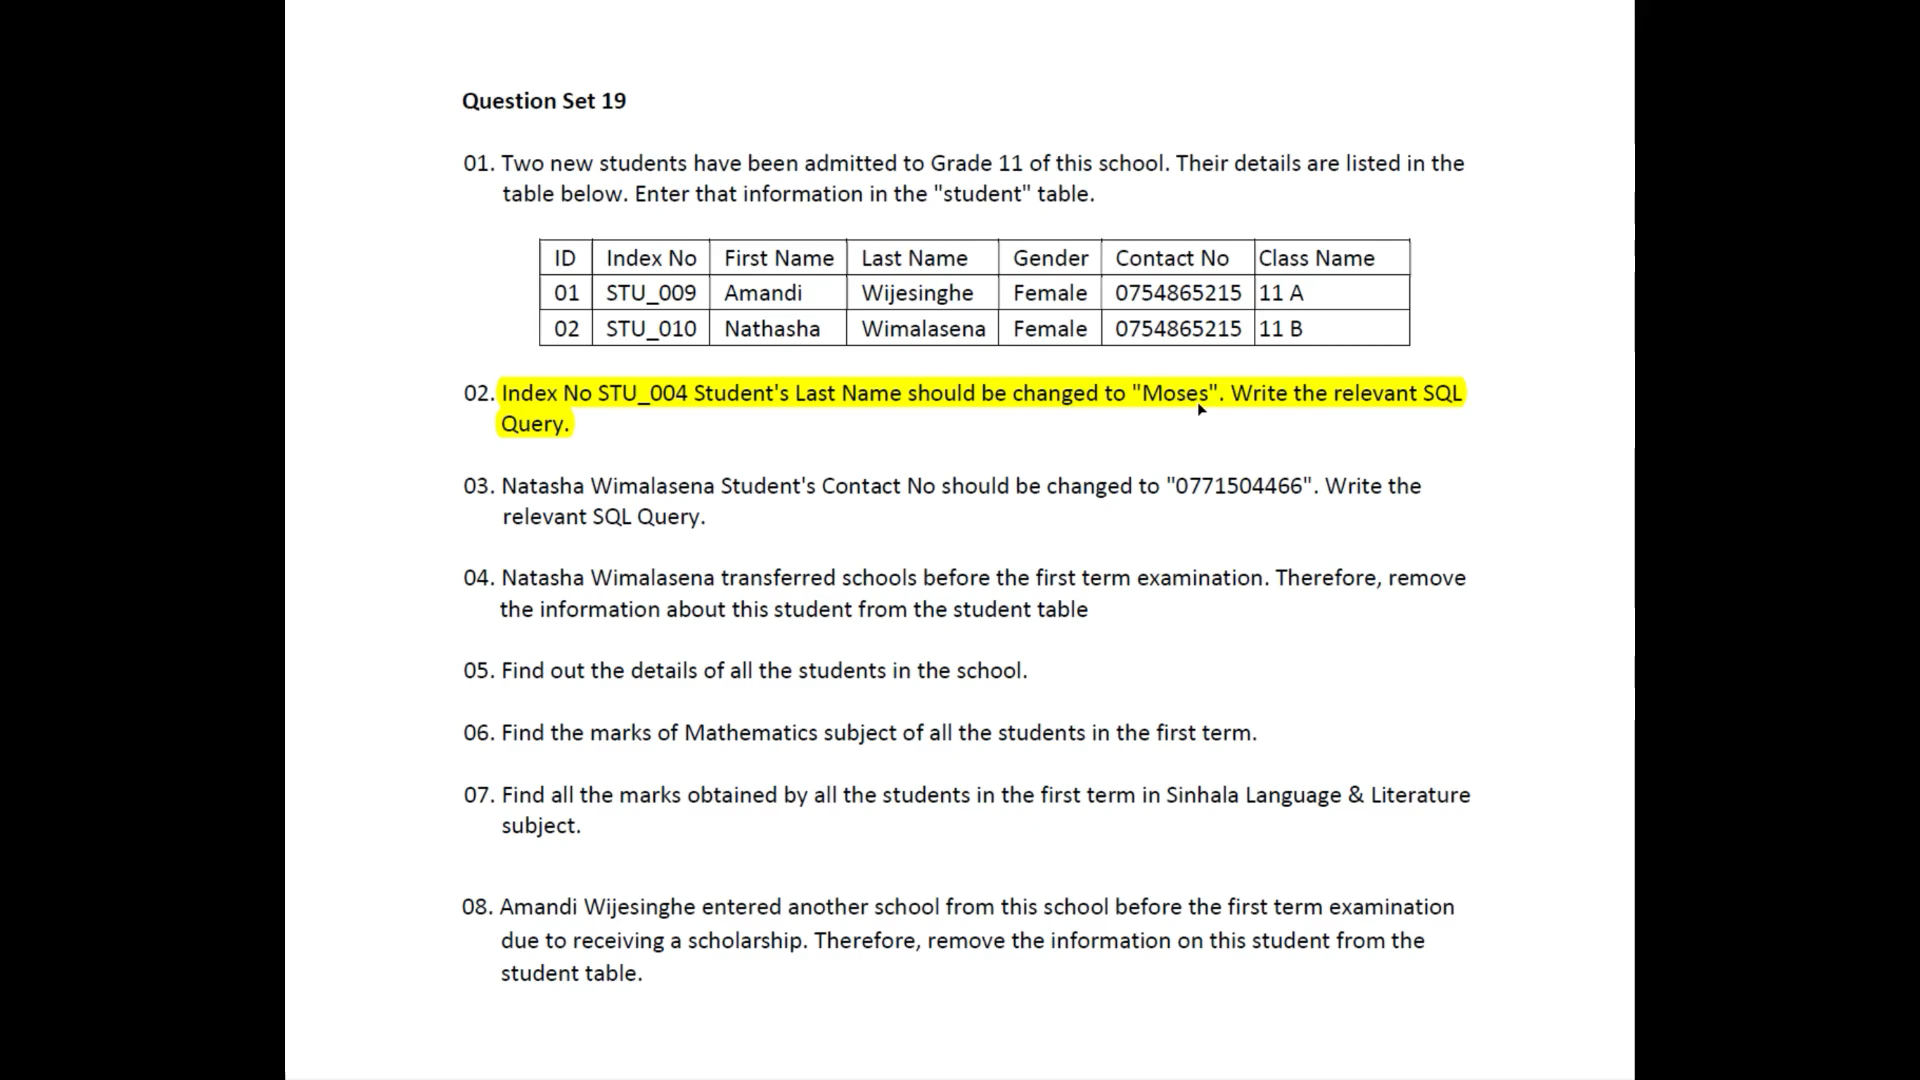 Question Set 19
01. Two new students have been admitted to Grade 11 of this school. Their details are listed in the
table below. Enter that information in the "student" table.
ID Index No First Name Last Name Gender Contact No Class Name
01 STU_009 Amandi Wijesinghe Female 0754865215 11 A
02 STU_010 Nathasha Wimalasena Female 0754865215 11 B
02. Index No STU_004 Student's Last Name should be changed to "Moses". Write the relevant SQL
Query.
03. Natasha Wimalasena Student's Contact No should be changed to "0771504466". Write the
relevant SQL Query.
04. Natasha Wimalasena transferred schools before the first term examination. Therefore, remove
the information about this student from the student table
05. Find out the details of all the students in the school.
06. Find the marks of Mathematics subject of all the students in the first term.
07. Find all the marks obtained by all the students in the first term in Sinhala Language & Literature
subject.
08. Amandi Wijesinghe entered another school from this school before the first term examination
due to receiving a scholarship. Therefore, remove the information on this student from the
student table.